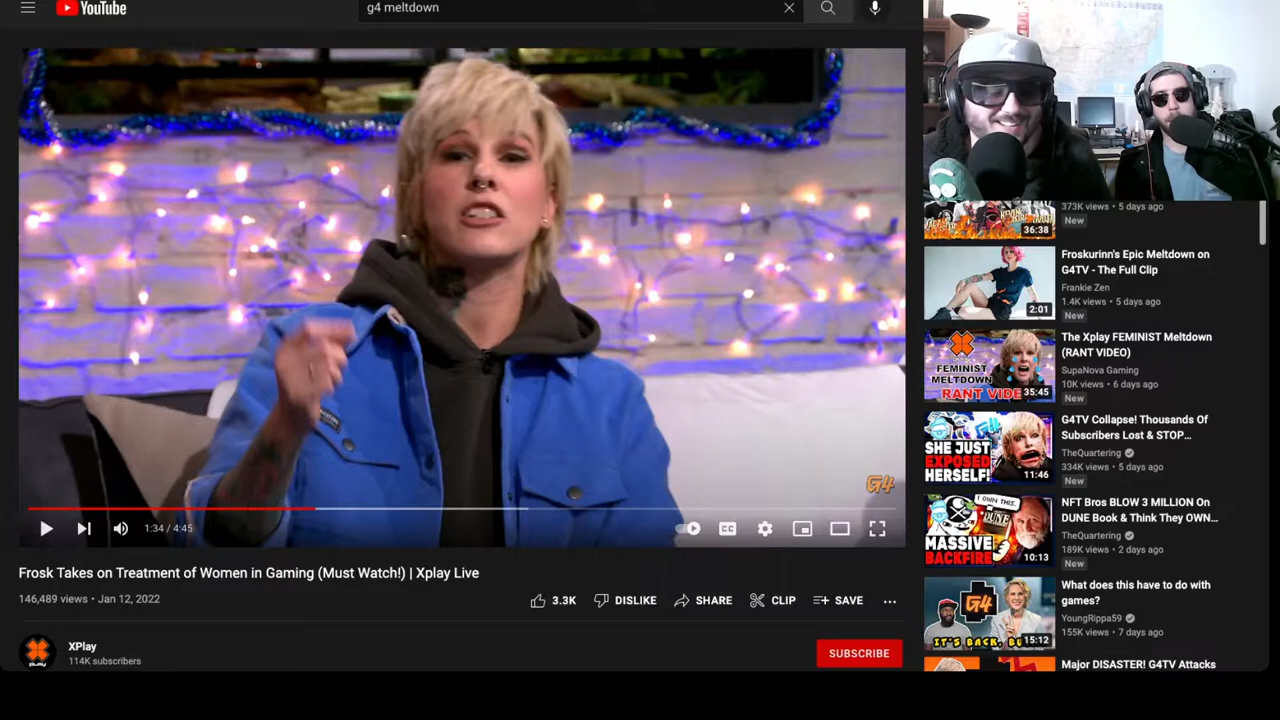 YouTube
g4 meltdown
G4
1:34 / 4:45
CC
Frosk Takes on Treatment of Women in Gaming (Must Watch!) | Xplay Live
146,489 views • Jan 12, 2022
3.3K
DISLIKE
SHARE
CLIP
SAVE
XPlay
114K subscribers
SUBSCRIBE
36:38
373K views • 5 days ago
New
2:01
Froskurinn's Epic Meltdown on
G4TV - The Full Clip
Frankie Zen
1.4K views • 5 days ago
New
FEMINIST
MELTDOWN
RANT VIDE
35:45
The Xplay FEMINIST Meltdown
(RANT VIDEO)
SupaNova Gaming
10K views • 6 days ago
New
SHE JUST
EXPOSED
HERSELF!
11:46
G4TV Collapse! Thousands Of
Subscribers Lost & STOP...
TheQuartering
334K views • 5 days ago
New
I OWN THIS.
DUNE
MASSIVE
BACKFIRE
10:13
NFT Bros BLOW 3 MILLION On
DUNE Book & Think They OWN...
TheQuartering
189K views • 2 days ago
New
G4
IT'S BACK, BU
15:12
What does this have to do with
games?
YoungRippa59
155K views • 7 days ago
Major DISASTER! G4TV Attacks